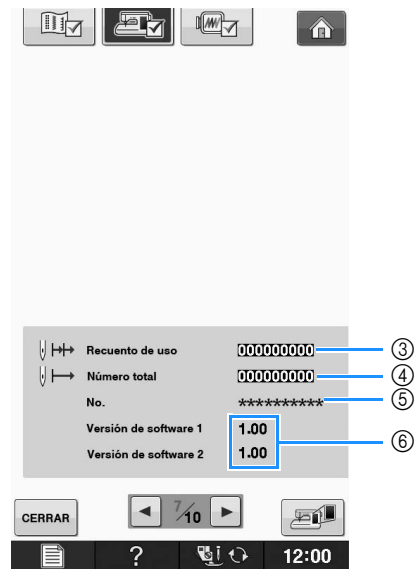 Recuento de uso 000000000 ③
Número total 000000000 ④
No. ********** ⑤
Versión de software 1 1.00
⑥
Versión de software 2 1.00
CERRAR 7/10
? 12:00